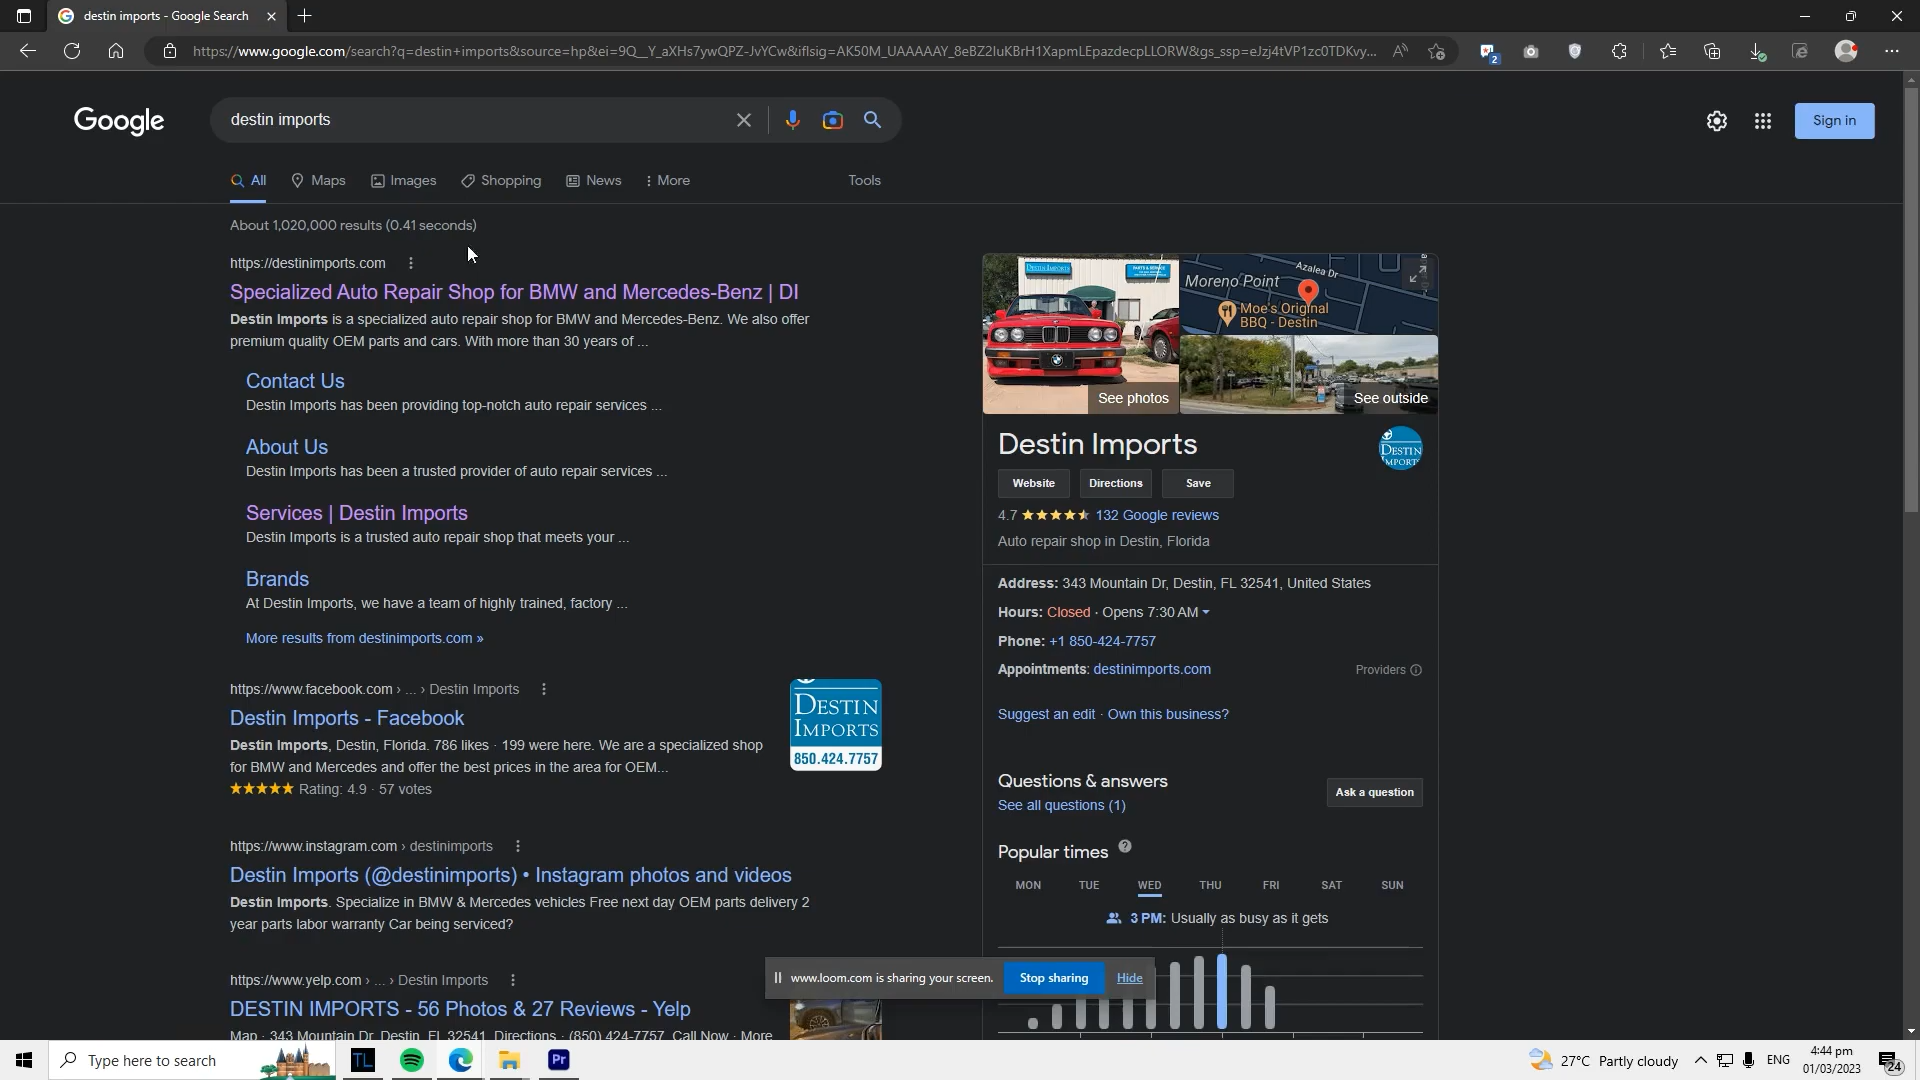 destin imports - Google Search
https://www.google.com/search?q=destin+imports&source=hp&ei=9Q__Y_aXHs7ywQPZ-JvYCw&iflsig=AK50M_UAAAAAY_8eBZ2IuKBrH1XapmLEpazdecpLLORW&gs_ssp=eJzj4tVP1zc0TDKvy...
2
Google
destin imports
Sign in
All
Maps
Images
Shopping
News
More
Tools
About 1,020,000 results (0.41 seconds)
https://destinimports.com
Specialized Auto Repair Shop for BMW and Mercedes-Benz | DI
Destin Imports is a specialized auto repair shop for BMW and Mercedes-Benz. We also offer
premium quality OEM parts and cars. With more than 30 years of ...
Contact Us
Destin Imports has been providing top-notch auto repair services ...
About Us
Destin Imports has been a trusted provider of auto repair services ...
Services | Destin Imports
Destin Imports is a trusted auto repair shop that meets your ...
Brands
At Destin Imports, we have a team of highly trained, factory ...
More results from destinimports.com »
https://www.facebook.com › ... › Destin Imports
Destin Imports - Facebook
Destin Imports, Destin, Florida. 786 likes · 199 were here. We are a specialized shop
for BMW and Mercedes and offer the best prices in the area for OEM...
Rating: 4.9 · 57 votes
DESTIN
IMPORTS
850.424.7757
https://www.instagram.com › destinimports
Destin Imports (@destinimports) • Instagram photos and videos
Destin Imports. Specialize in BMW & Mercedes vehicles Free next day OEM parts delivery 2
year parts labor warranty Car being serviced?
https://www.yelp.com › ... › Destin Imports
DESTIN IMPORTS - 56 Photos & 27 Reviews - Yelp
Map · 343 Mountain Dr. Destin, FL 32541. Directions · (850) 424-7757. Call Now · More
DESTIN IMPORTS
PARTS & SERVICE
See photos
Azalea Dr
Moreno Point
Moe's Original
BBQ - Destin
See outside
Destin Imports
DESTIN
IMPORTS
Website
Directions
Save
4.7
132 Google reviews
Auto repair shop in Destin, Florida
Address: 343 Mountain Dr, Destin, FL 32541, United States
Hours: Closed · Opens 7:30 AM
Phone: +1 850-424-7757
Appointments: destinimports.com
Providers
Suggest an edit · Own this business?
Questions & answers
See all questions (1)
Ask a question
Popular times
MON
TUE
WED
THU
FRI
SAT
SUN
3 PM: Usually as busy as it gets
www.loom.com is sharing your screen.
Stop sharing
Hide
Type here to search
TL
Pr
27°C Partly cloudy
ENG
4:44 pm
01/03/2023
24